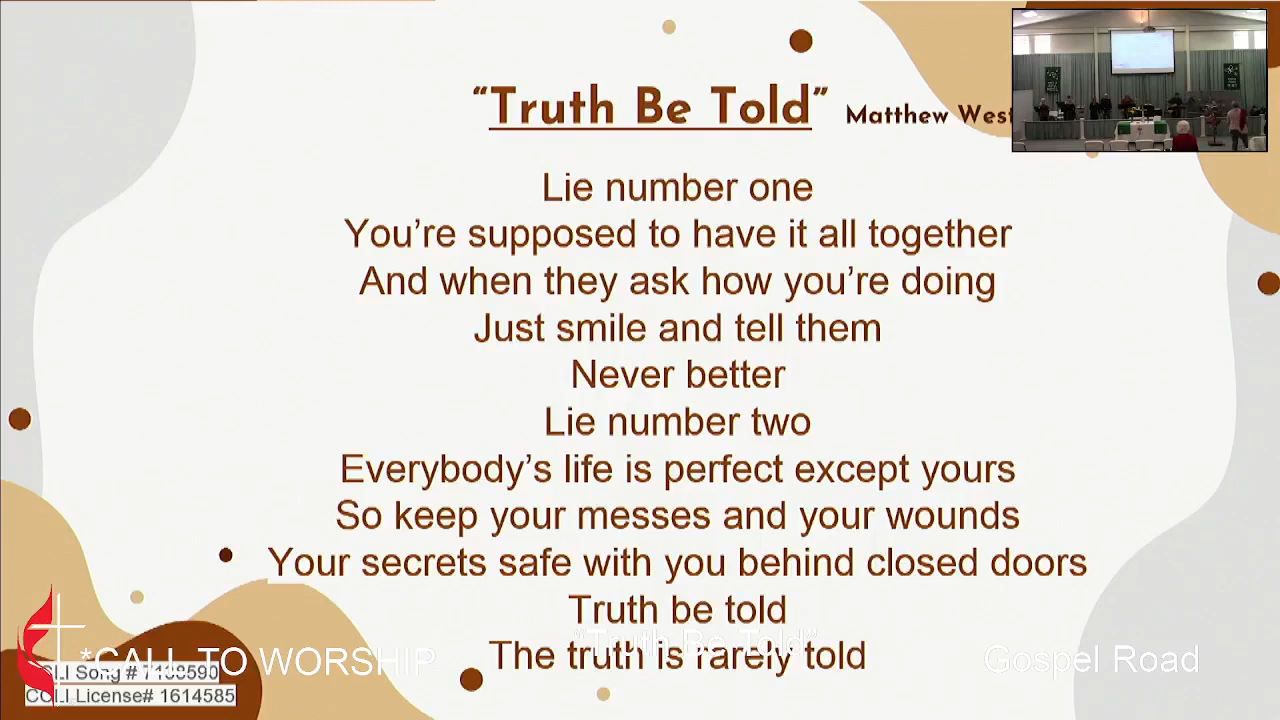 “Truth Be Told” Matthew West
Lie number one
You’re supposed to have it all together
And when they ask how you’re doing
Just smile and tell them
Never better
Lie number two
Everybody’s life is perfect except yours
So keep your messes and your wounds
• Your secrets safe with you behind closed doors
Truth be told
“Truth Be Told”
The truth is rarely told
*CALL TO WORSHIP
Gospel Road
CCLI License# 1614585